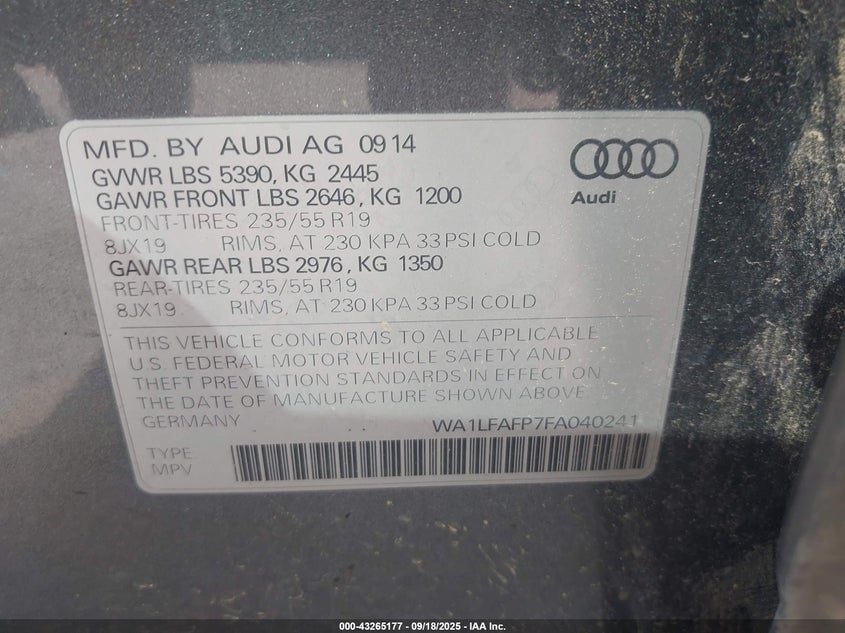 MFD. BY AUDI AG 0914
GVWR LBS 5390, KG 2445
GAWR FRONT LBS 2646, KG 1200
FRONT-TIRES 235/55 R19
8JX19 RIMS, AT 230 KPA 33 PSI COLD
GAWR REAR LBS 2976, KG 1350
REAR-TIRES 235/55 R19
8JX19 RIMS, AT 230 KPA 33 PSI COLD
Audi
THIS VEHICLE CONFORMS TO ALL APPLICABLE
U.S. FEDERAL MOTOR VEHICLE SAFETY AND
THEFT PREVENTION STANDARDS IN EFFECT ON
THE DATE OF MANUFACTURE SHOWN ABOVE.
GERMANY WA1LFAFP7FA040241
TYPE
MPV
000-43265177 - 09/18/2025 - IAA Inc.